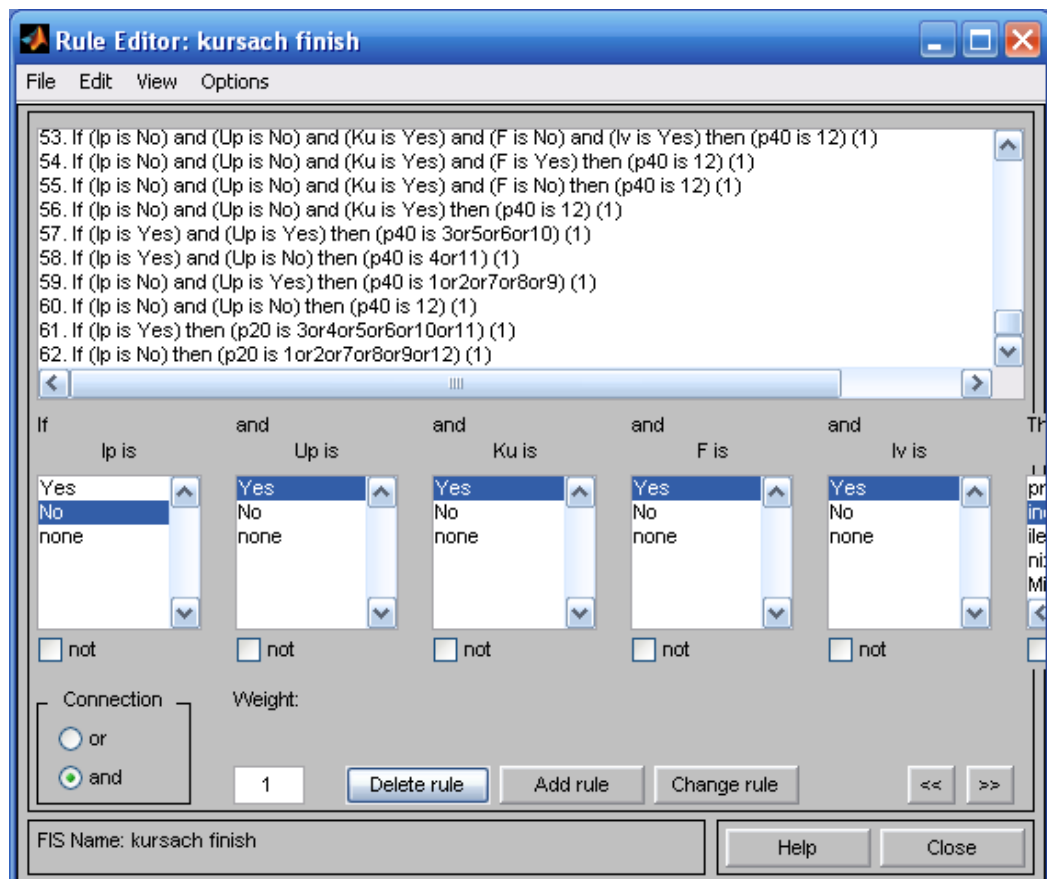 Rule Editor: kursach finish
File Edit View Options
53. If (Ip is No) and (Up is No) and (Ku is Yes) and (F is No) and (Iv is Yes) then (p40 is 12) (1)
54. If (Ip is No) and (Up is No) and (Ku is Yes) and (F is Yes) then (p40 is 12) (1)
55. If (Ip is No) and (Up is No) and (Ku is Yes) and (F is No) then (p40 is 12) (1)
56. If (Ip is No) and (Up is No) and (Ku is Yes) then (p40 is 12) (1)
57. If (Ip is Yes) and (Up is Yes) then (p40 is 3or5or6or10) (1)
58. If (Ip is Yes) and (Up is No) then (p40 is 4or11) (1)
59. If (Ip is No) and (Up is Yes) then (p40 is 1or2or7or8or9) (1)
60. If (Ip is No) and (Up is No) then (p40 is 12) (1)
61. If (Ip is Yes) then (p20 is 3or4or5or6or10or11) (1)
62. If (Ip is No) then (p20 is 1or2or7or8or9or12) (1)
If and and and and Th
Ip is Up is Ku is F is Iv is
Yes Yes Yes Yes Yes pr
No No No No No
none none none none none ile
ni
Mi
not not not not not
Connection Weight:
or
and 1 Delete rule Add rule Change rule << >>
FIS Name: kursach finish Help Close